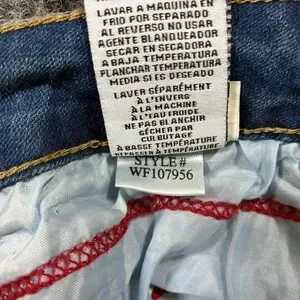 LAVAR A MAQUINA EN
FRIO POR SEPARADO
AL REVERSO NO USAR
AGENTE BLANQUEADOR
SECAR EN SECADORA
A BAJA TEMPERATURA
PLANCHAR TEMPERATURA
MEDIA SI ES DESEADO
LAVER SÉPARÉMENT
À L'ENVERS
À LA MACHINE
À L'EAU FROIDE
NE PAS BLANCHIR
SÉCHER PAR
CULBUTAGE
À BASSE TEMPÉRATURE
REPASSER À TEMPÉRATURE
STYLE#
WF107956